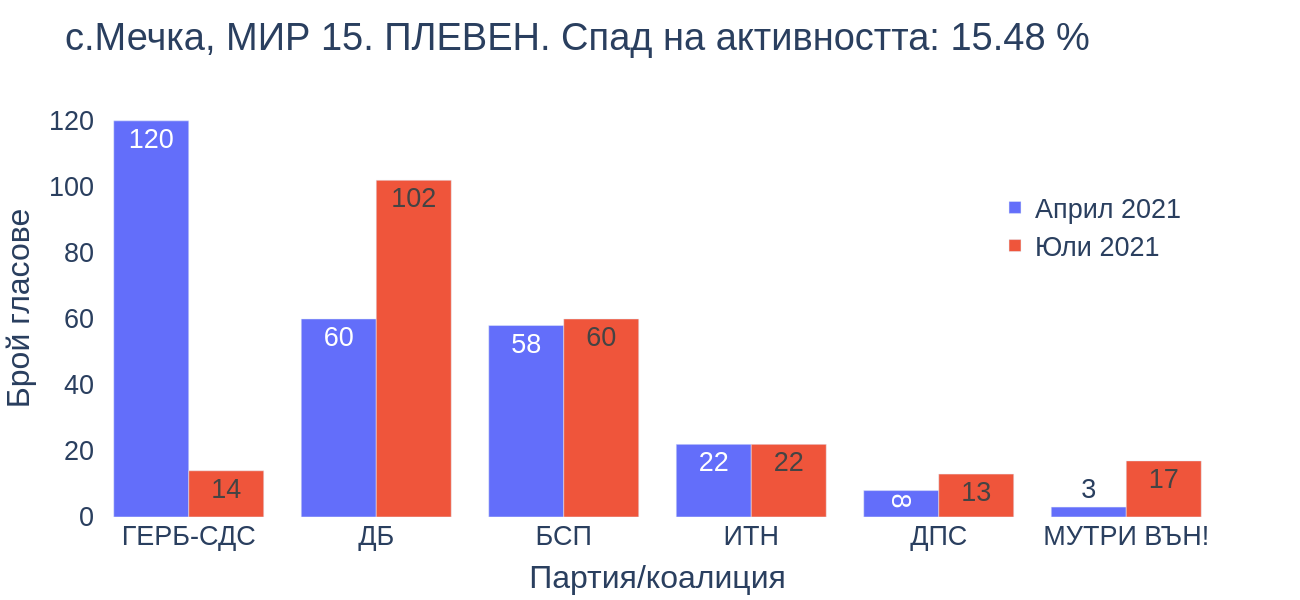 с.Мечка, МИР 15. ПЛЕВЕН. Спад на активността: 15.48 %
Брой гласове
120
100
80
60
40
20
0
120
14
60
102
58
60
22
22
8
13
3
17
Април 2021
Юли 2021
ГЕРБ-СДС
ДБ
БСП
ИТН
ДПС
МУТРИ ВЪН!
Партия/коалиция